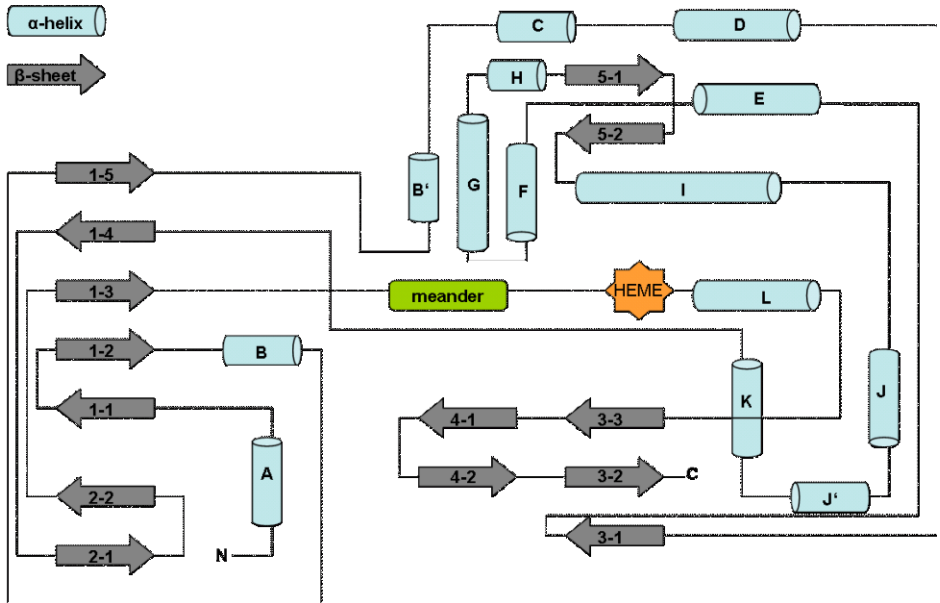 α-helix
β-sheet
C
D
H
5-1
E
5-2
1-5
B'
G
F
I
1-4
1-3
meander
HEME
L
1-2
B
K
J
1-1
4-1
3-3
A
4-2
3-2
C
2-2
J'
2-1
N
3-1